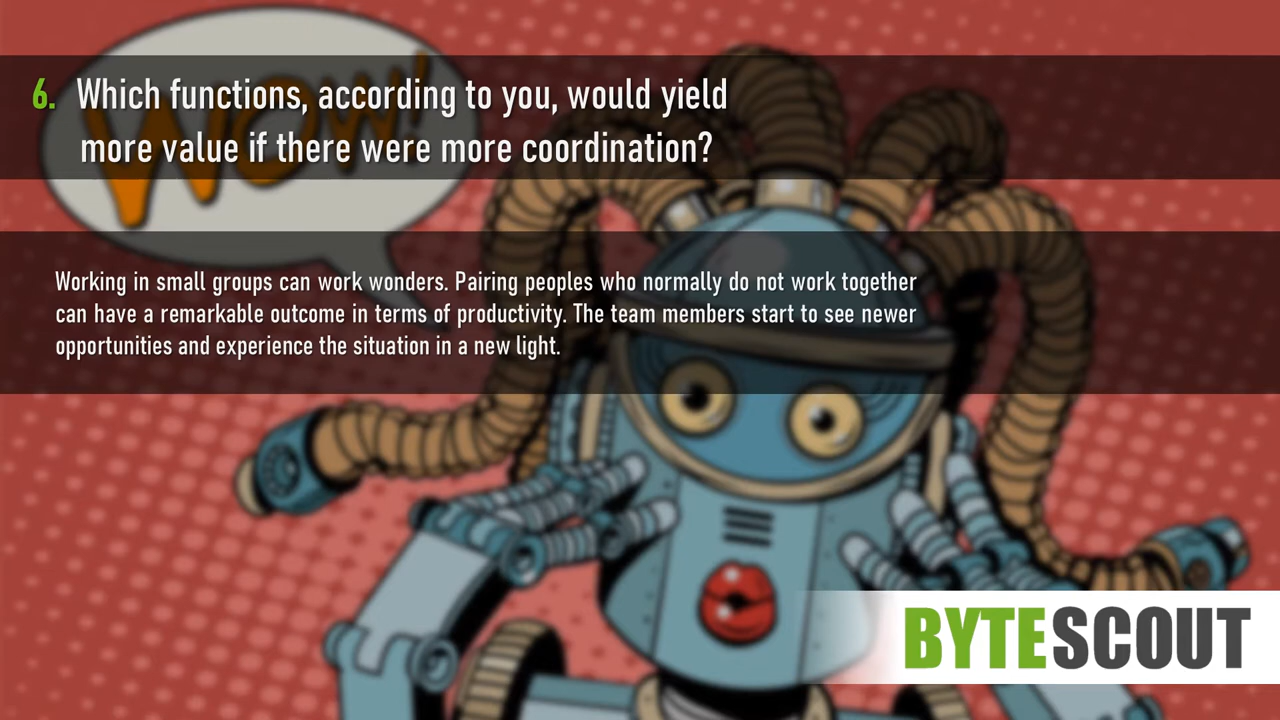 WOW!
6. Which functions, according to you, would yield
more value if there were more coordination?
Working in small groups can work wonders. Pairing peoples who normally do not work together
can have a remarkable outcome in terms of productivity. The team members start to see newer
opportunities and experience the situation in a new light.
BYTESCOUT